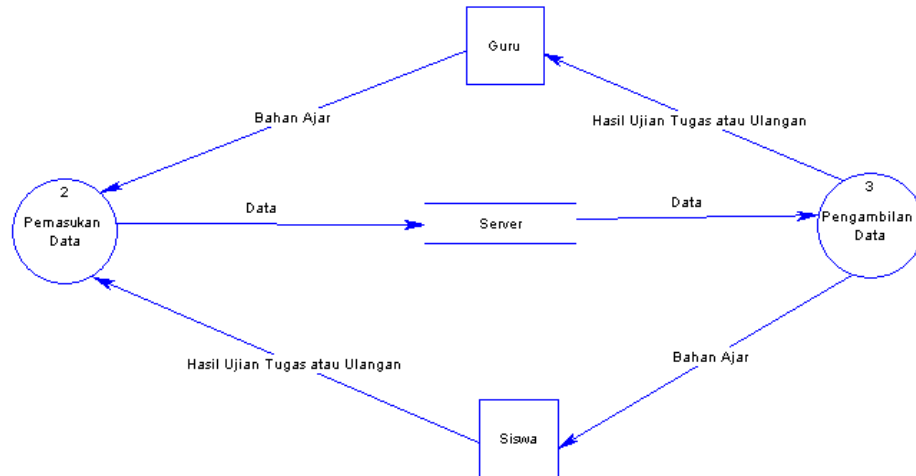 Guru
Bahan Ajar
Hasil Ujian Tugas atau Ulangan
2
Pemasukan
Data
Data
Server
Data
3
Pengambilan
Data
Hasil Ujian Tugas atau Ulangan
Bahan Ajar
Siswa